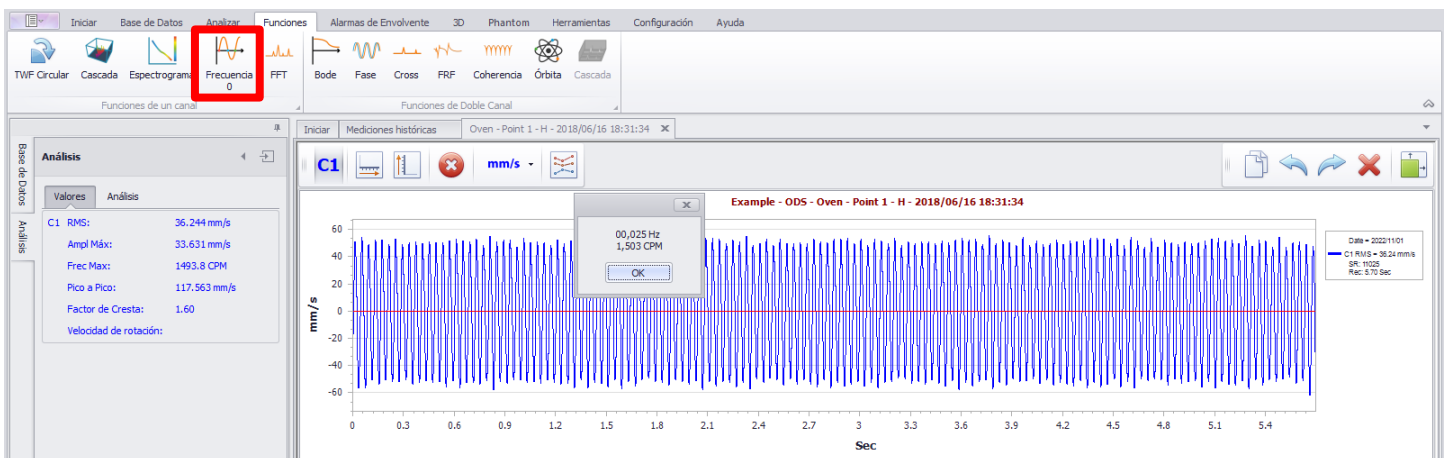 Iniciar Base de Datos Analizar Funciones Alarmas de Envolvente 3D Phantom Herramientas Configuración Ayuda
TWF Circular Cascada Espectrograma Frecuencia 0 FFT Bode Fase Cross FRF Coherencia Órbita Cascada
Funciones de un canal Funciones de Doble Canal
Iniciar Mediciones históricas Oven - Point 1 - H - 2018/06/16 18:31:34
Base de Datos
Análisis
Análisis
Valores Análisis
C1 RMS: 36.244 mm/s
Ampl Máx: 33.631 mm/s
Frec Max: 1493.8 CPM
Pico a Pico: 117.563 mm/s
Factor de Cresta: 1.60
Velocidad de rotación:
C1 mm/s
Example - ODS - Oven - Point 1 - H - 2018/06/16 18:31:34
00,025 Hz
1,503 CPM
OK
mm/s
60
40
20
0
-20
-40
-60
0 0.3 0.6 0.9 1.2 1.5 1.8 2.1 2.4 2.7 3 3.3 3.6 3.9 4.2 4.5 4.8 5.1 5.4
Sec
Date = 2022/11/01
C1 RMS = 36.24 mm/s
SR: 11025
Rec: 5.70 Sec